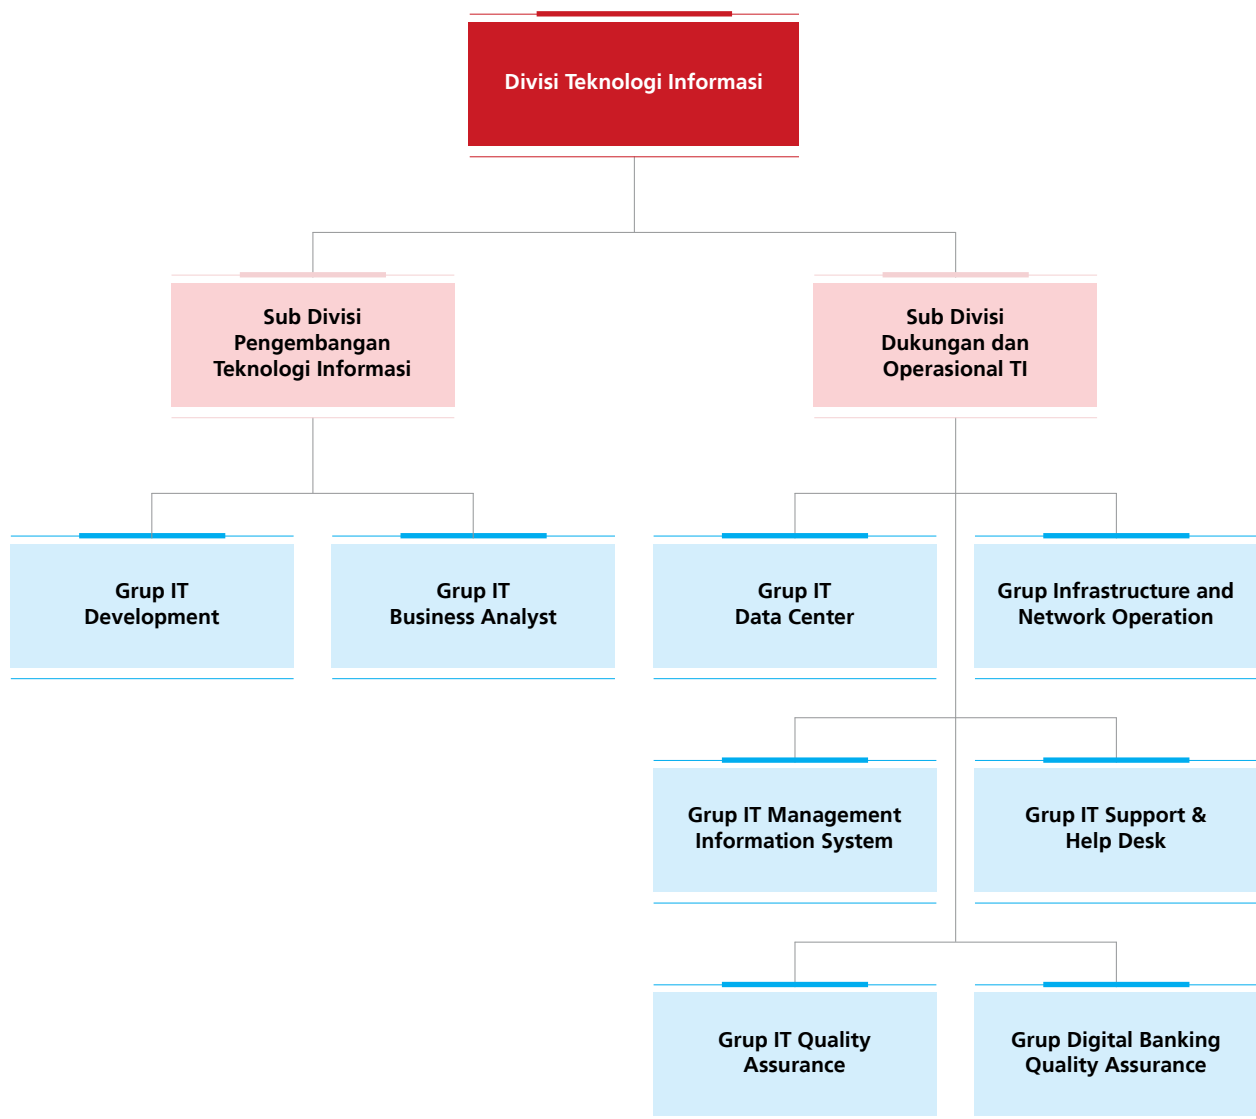 Divisi Teknologi Informasi
Sub Divisi
Pengembangan
Teknologi Informasi
Sub Divisi
Dukungan dan
Operasional TI
Grup IT
Development
Grup IT
Business Analyst
Grup IT
Data Center
Grup Infrastructure and
Network Operation
Grup IT Management
Information System
Grup IT Support &
Help Desk
Grup IT Quality
Assurance
Grup Digital Banking
Quality Assurance